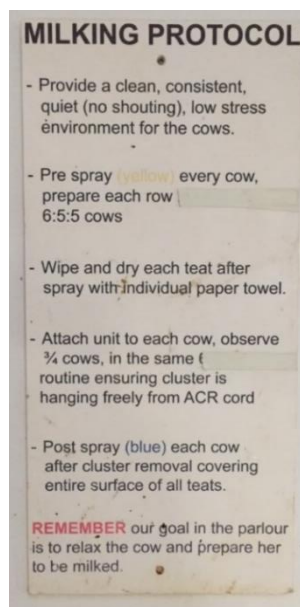 MILKING PROTOCOL
- Provide a clean, consistent,
quiet (no shouting), low stress
environment for the cows.
- Pre spray (yellow) every cow,
prepare each row
6:5:5 cows
- Wipe and dry each teat after
spray with individual paper towel.
- Attach unit to each cow, observe
¾ cows, in the same
routine ensuring cluster is
hanging freely from ACR cord
- Post spray (blue) each cow
after cluster removal covering
entire surface of all teats.
REMEMBER our goal in the parlour
is to relax the cow and prepare her
to be milked.